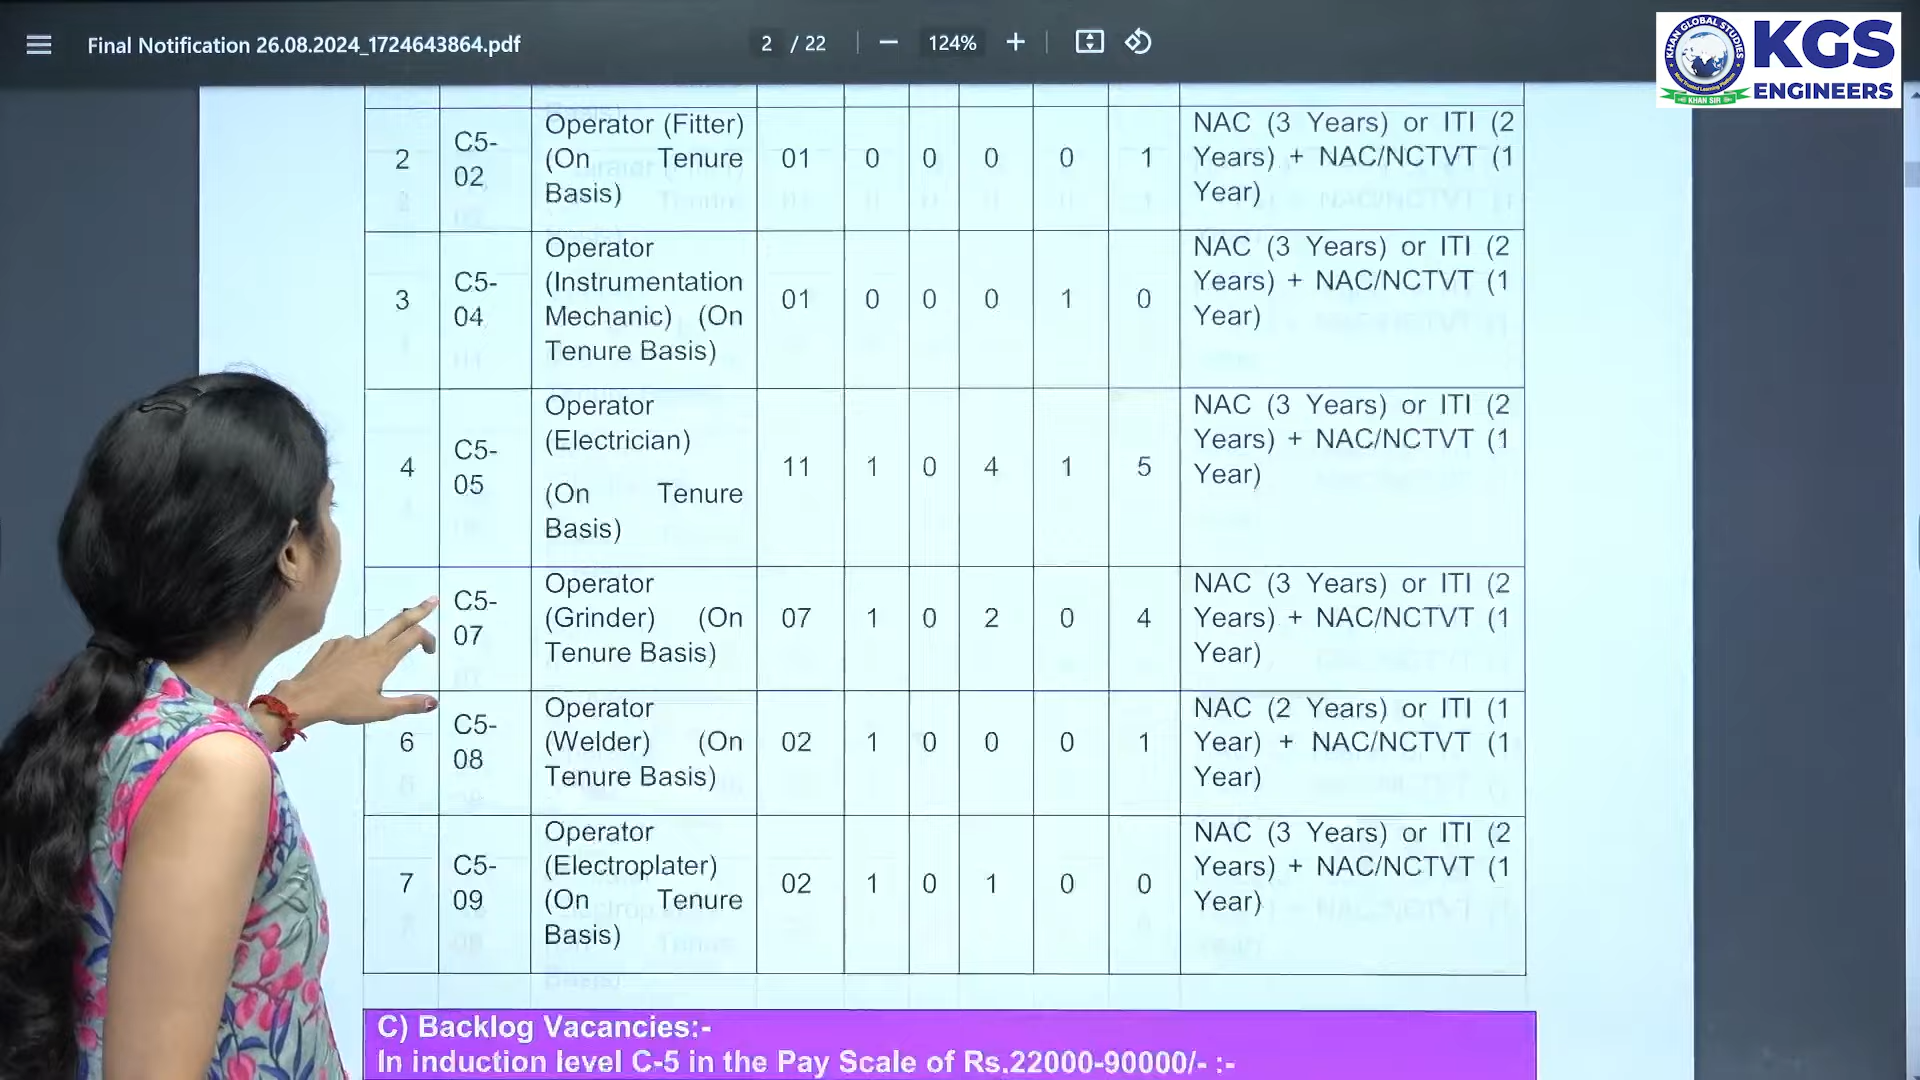 Final Notification 26.08.2024_1724643864.pdf
2 / 22
124%
KHAN GLOBAL STUDIES
KHAN SIR
KGS
ENGINEERS
2
C5-
02
Operator (Fitter)
(On Tenure
Basis)
01 0 0 0 0 1
NAC (3 Years) or ITI (2
Years) + NAC/NCTVT (1
Year)
3
C5-
04
Operator
(Instrumentation
Mechanic) (On
Tenure Basis)
01 0 0 0 1 0
NAC (3 Years) or ITI (2
Years) + NAC/NCTVT (1
Year)
4
C5-
05
Operator
(Electrician)
(On Tenure
Basis)
11 1 0 4 1 5
NAC (3 Years) or ITI (2
Years) + NAC/NCTVT (1
Year)
C5-
07
Operator
(Grinder) (On
Tenure Basis)
07 1 0 2 0 4
NAC (3 Years) or ITI (2
Years) + NAC/NCTVT (1
Year)
6
C5-
08
Operator
(Welder) (On
Tenure Basis)
02 1 0 0 0 1
NAC (2 Years) or ITI (1
Year) + NAC/NCTVT (1
Year)
7
C5-
09
Operator
(Electroplater)
(On Tenure
Basis)
02 1 0 1 0 0
NAC (3 Years) or ITI (2
Years) + NAC/NCTVT (1
Year)
C) Backlog Vacancies:-
In induction level C-5 in the Pay Scale of Rs.22000-90000/- :-